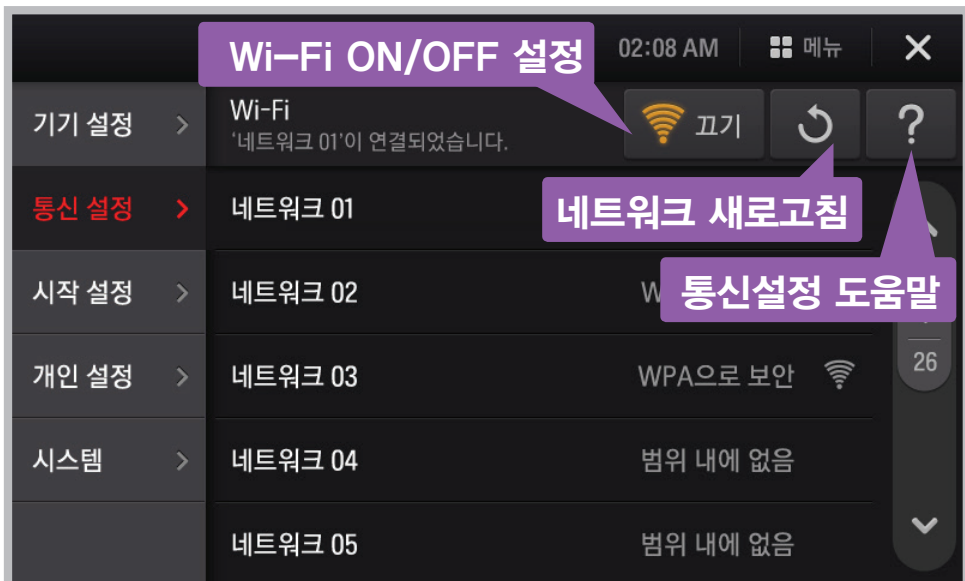 Wi-Fi ON/OFF 설정
02:08 AM
메뉴
기기 설정
Wi-Fi
'네트워크 01'이 연결되었습니다.
끄기
통신 설정
네트워크 01
네트워크 새로고침
시작 설정
네트워크 02
W
통신설정 도움말
개인 설정
네트워크 03
WPA으로 보안
26
시스템
네트워크 04
범위 내에 없음
네트워크 05
범위 내에 없음